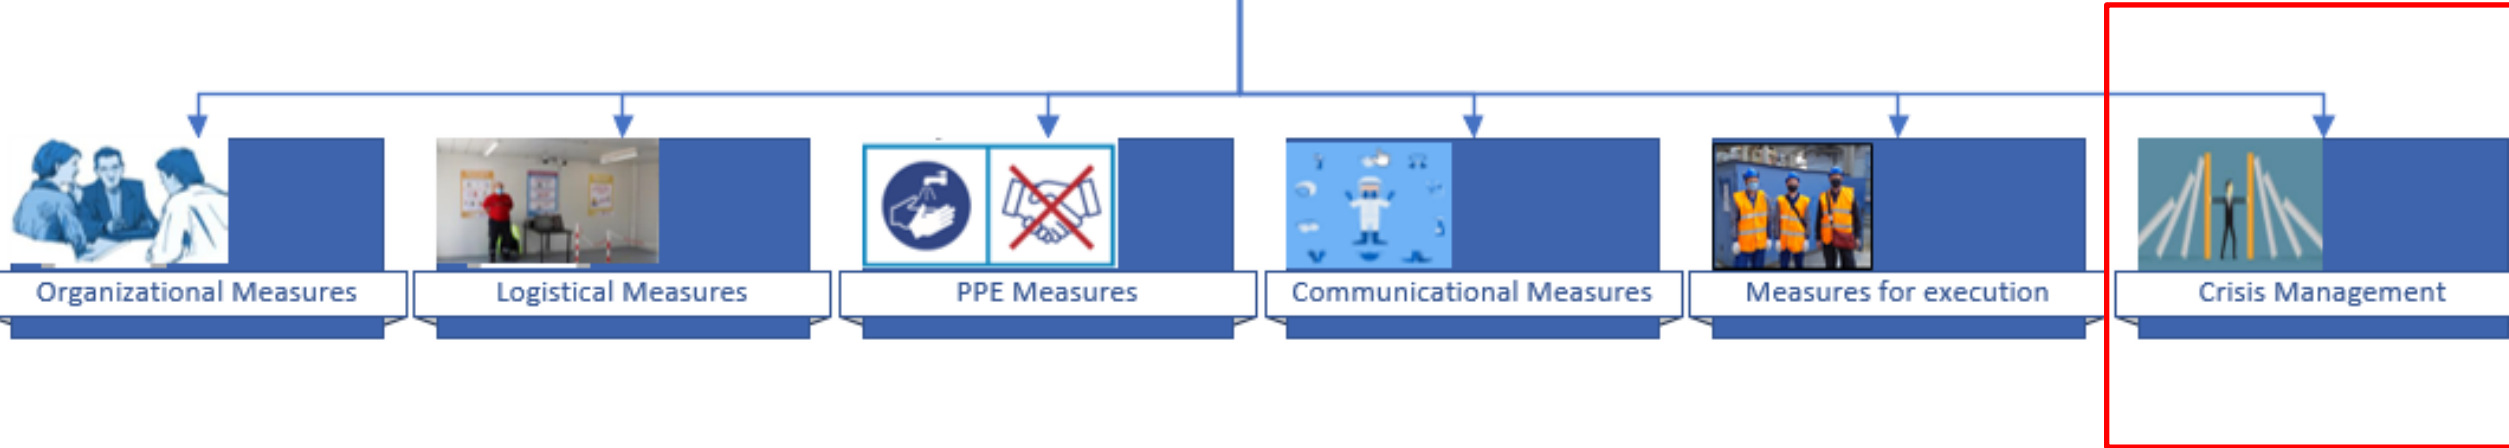 Organizational Measures
Logistical Measures
PPE Measures
Communicational Measures
Measures for execution
Crisis Management